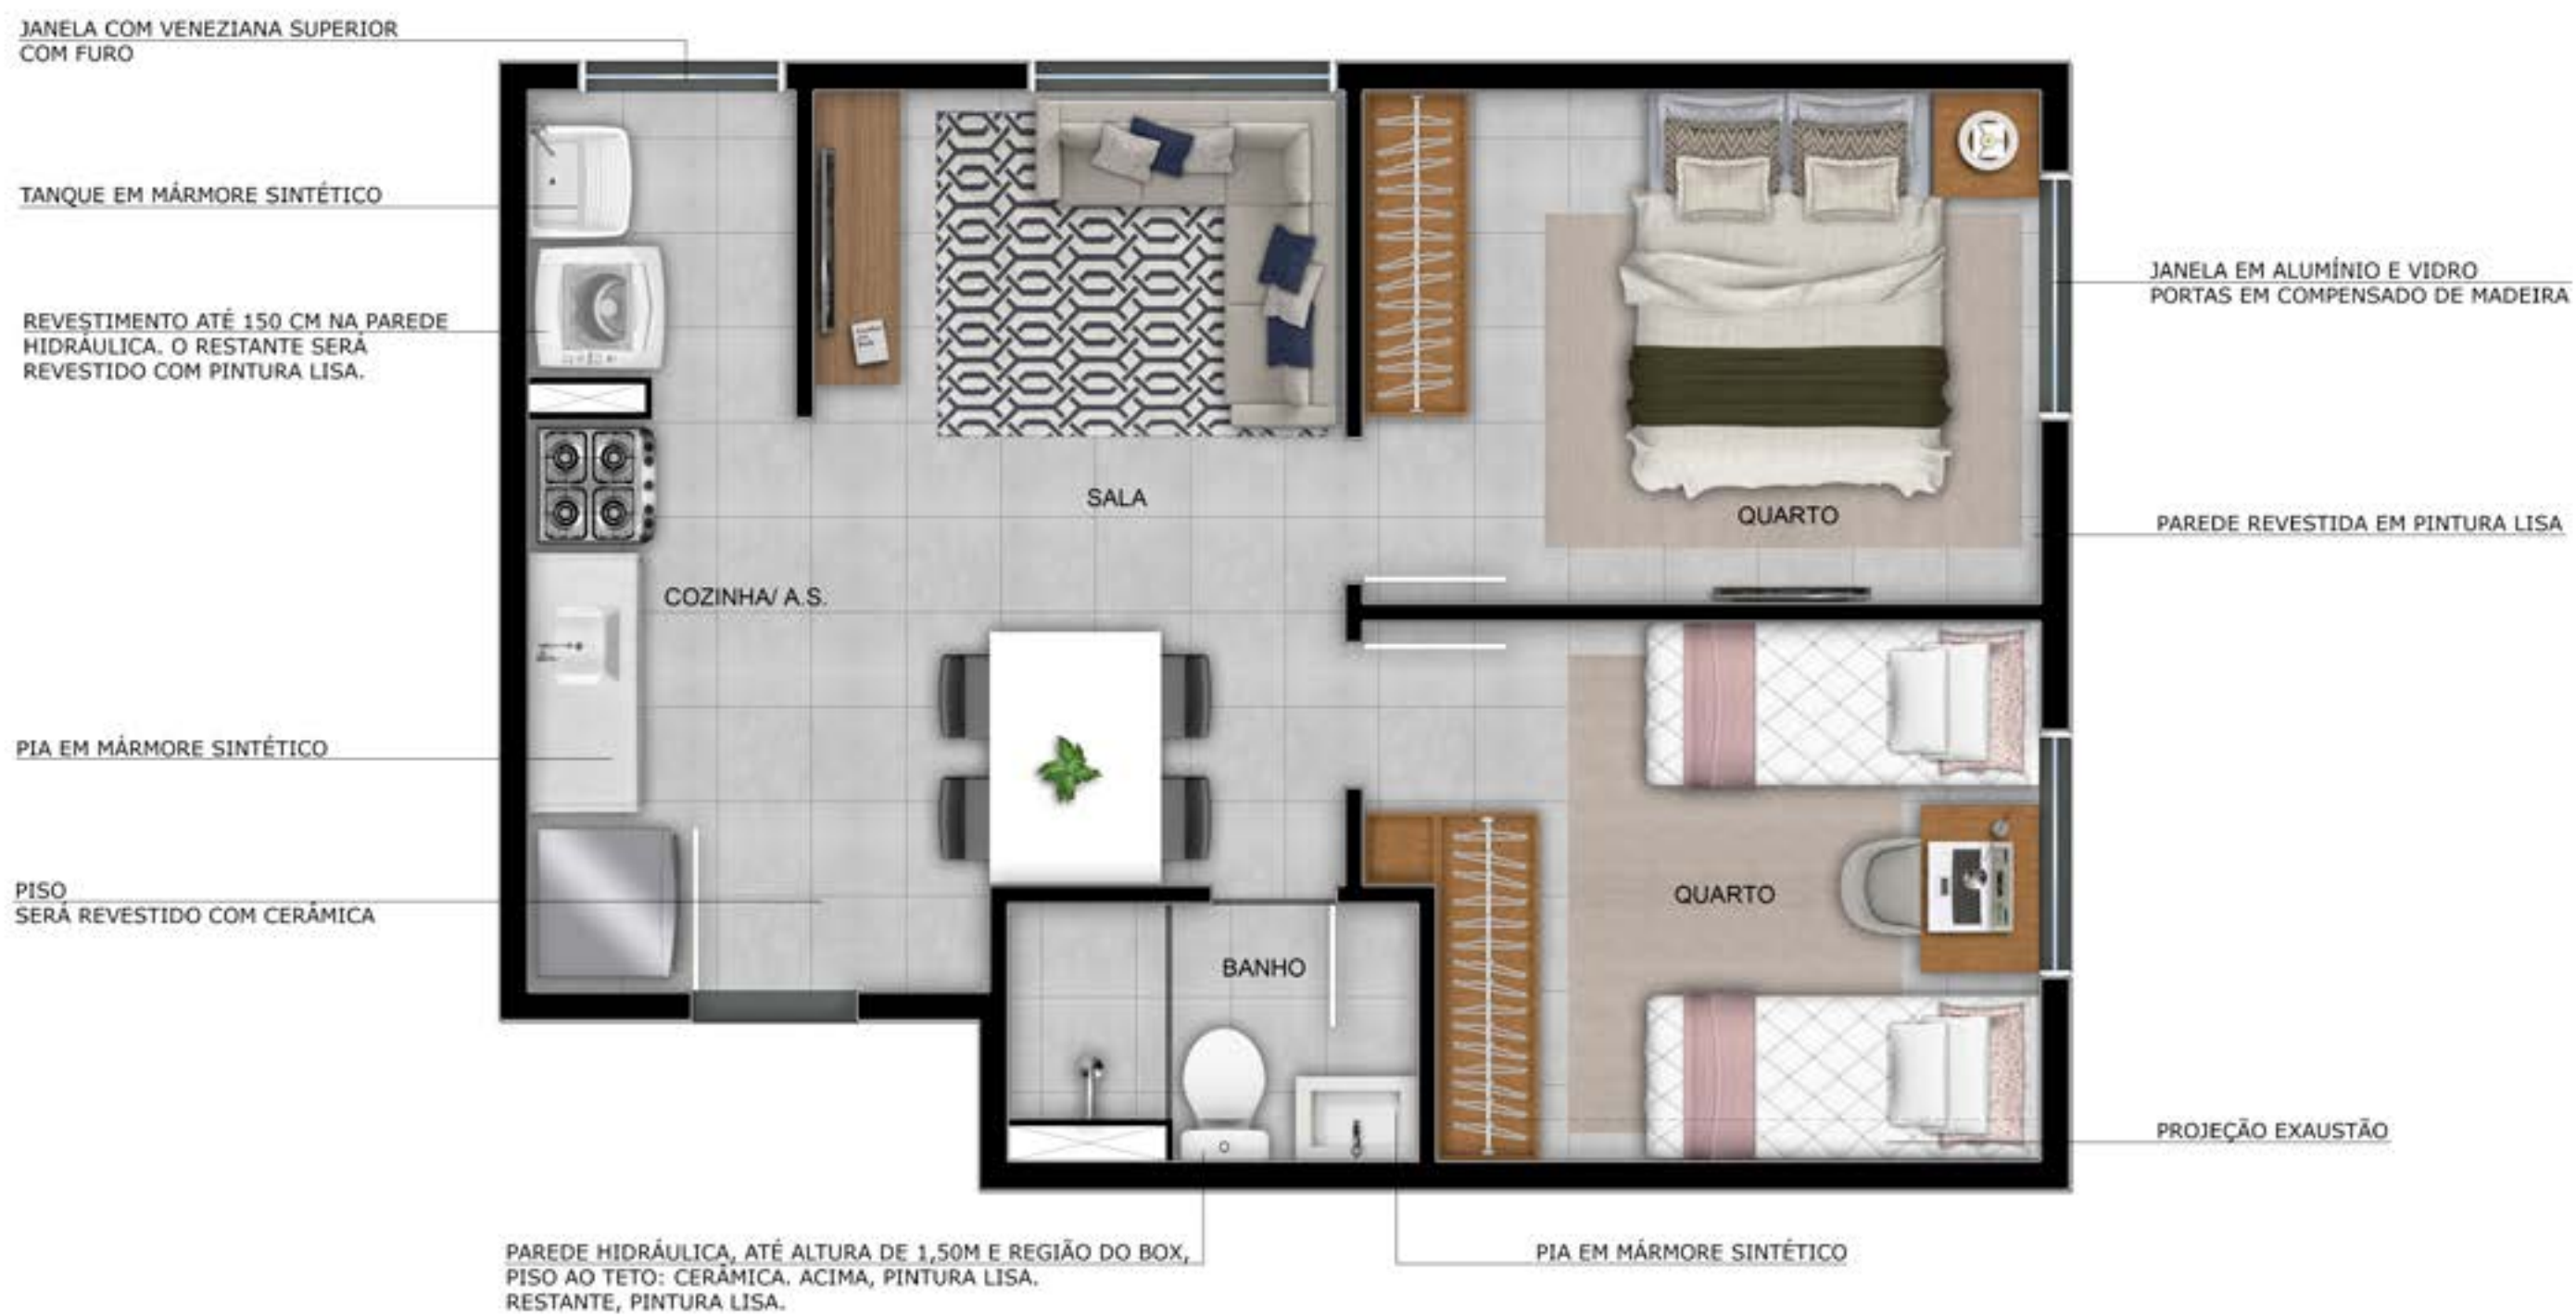 JANELA COM VENEZIANA SUPERIOR
COM FURO
TANQUE EM MÁRMORE SINTÉTICO
REVESTIMENTO ATÉ 150 CM NA PAREDE
HIDRÁULICA. O RESTANTE SERÁ
REVESTIDO COM PINTURA LISA.
PIA EM MÁRMORE SINTÉTICO
PISO
SERÁ REVESTIDO COM CERÂMICA
SALA
COZINHA/ A.S.
QUARTO
QUARTO
BANHO
JANELA EM ALUMÍNIO E VIDRO
PORTAS EM COMPENSADO DE MADEIRA
PAREDE REVESTIDA EM PINTURA LISA
PROJEÇÃO EXAUSTÃO
PAREDE HIDRÁULICA, ATÉ ALTURA DE 1,50M E REGIÃO DO BOX,
PISO AO TETO: CERÂMICA. ACIMA, PINTURA LISA.
RESTANTE, PINTURA LISA.
PIA EM MÁRMORE SINTÉTICO